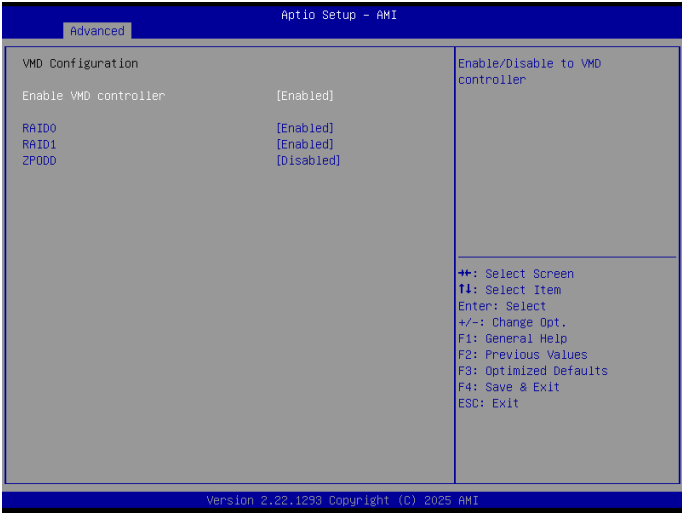 Aptio Setup – AMI
Advanced
VMD Configuration
Enable VMD controller [Enabled]
RAID0 [Enabled]
RAID1 [Enabled]
ZPODD [Disabled]
Enable/Disable to VMD
controller
→←: Select Screen
↑↓: Select Item
Enter: Select
+/-: Change Opt.
F1: General Help
F2: Previous Values
F3: Optimized Defaults
F4: Save & Exit
ESC: Exit
Version 2.22.1293 Copyright (C) 2025 AMI